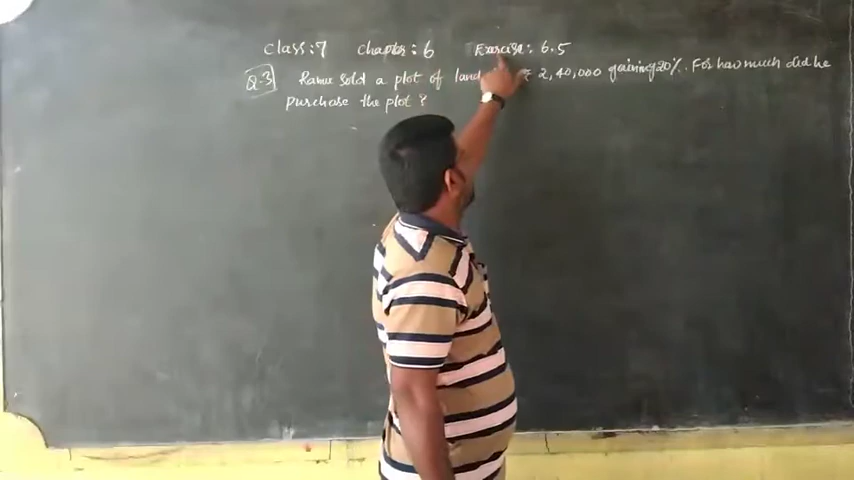 Class:7 Chapter:6 Exercise: 6.5
Q.3 Ramu Sold a plot of land ₹ 2,40,000 gaining 20%. For how much did he
purchase the plot ?